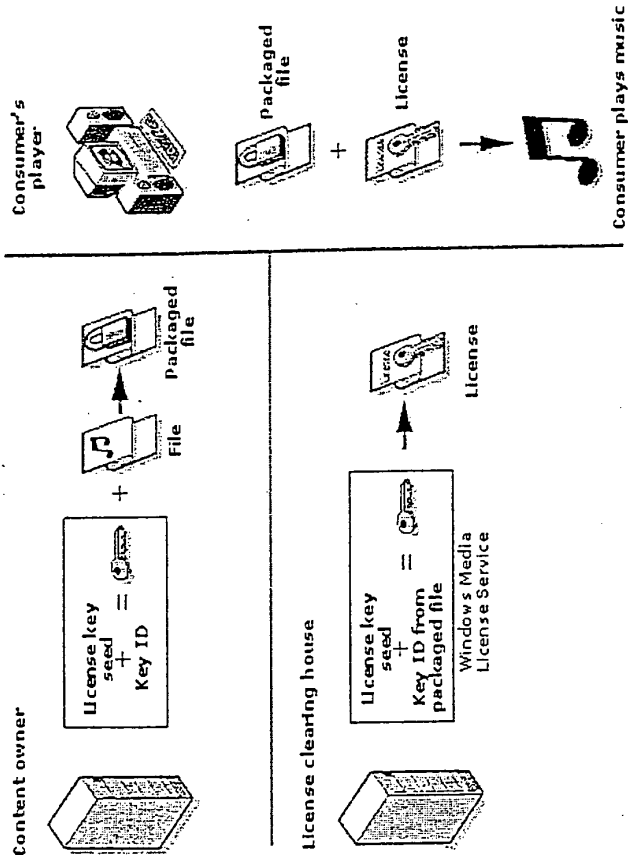 Content owner
License key
seed
+
Key ID
=
+
File
Packaged
file
License clearing house
License key
seed
+
Key ID from
packaged file
=
Windows Media
License Service
License
Consumer's
player
Packaged
file
+
License
Consumer plays music